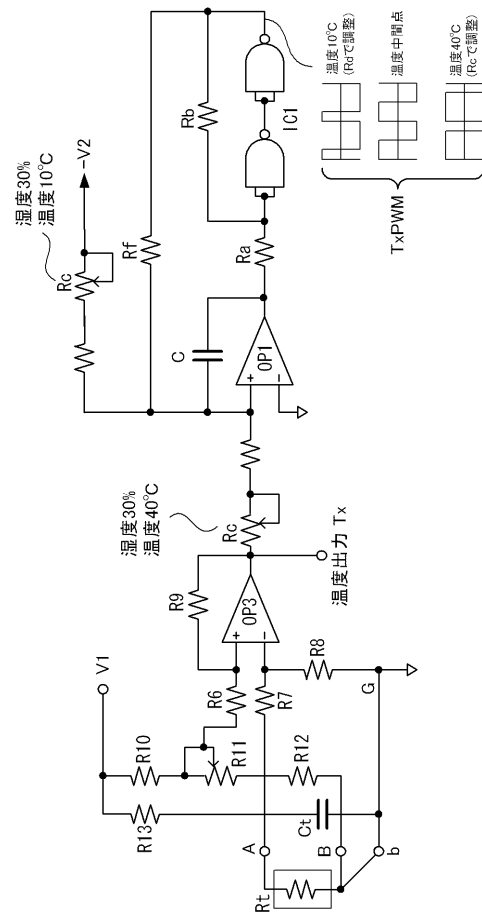 V1
R10
R13
R11
R12
R6
R7
R9
R8
Rt
A
B
b
Ct
G
+
−
OP3
温度出力 Tx
湿度30%
温度40℃
Rc
湿度30%
温度10℃
Rc
-V2
Rf
C
+
−
OP1
Ra
Rb
IC1
TxPWM
温度10℃
(Rdで調整)
温度中間点
温度40℃
(Rcで調整)